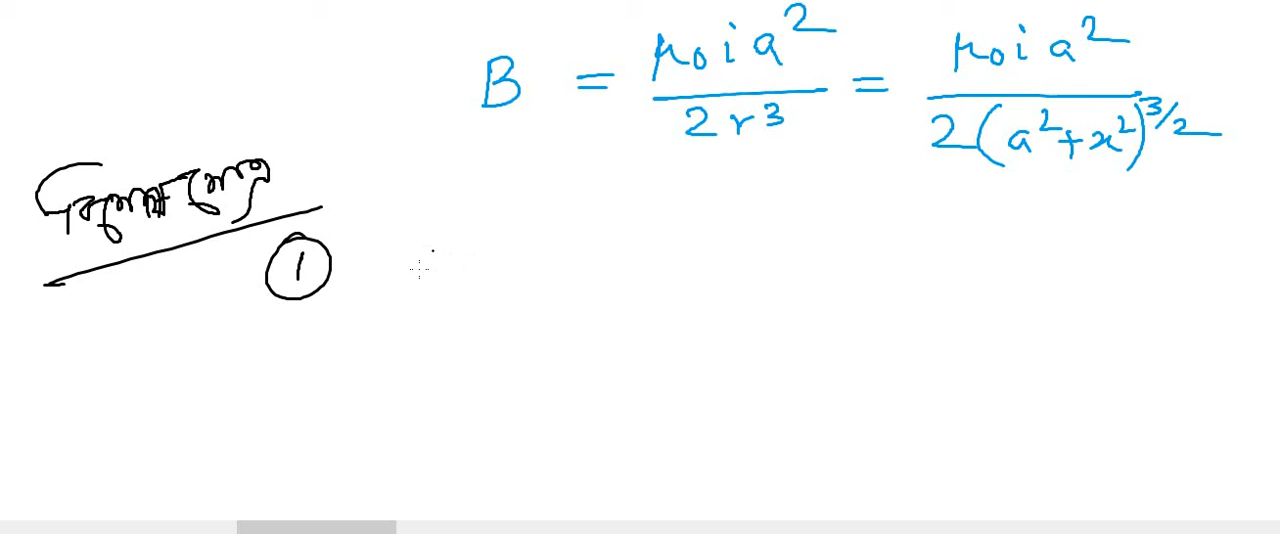 B = μ₀ i a² / 2 r³ = μ₀ i a² / 2 (a² + x²)^3/2
①